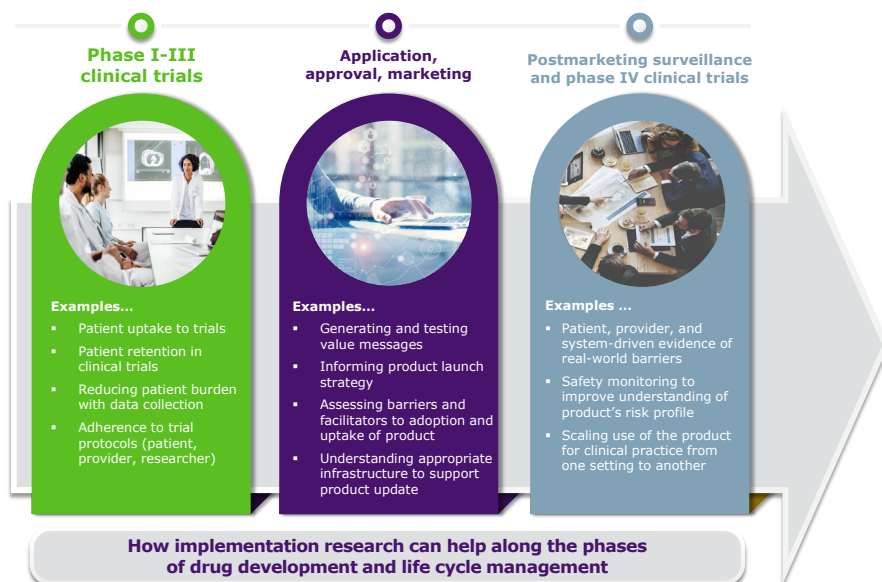 Phase I-III
clinical trials
Application,
approval, marketing
Postmarketing surveillance
and phase IV clinical trials
Examples...
▪ Patient uptake to trials
▪ Patient retention in
clinical trials
▪ Reducing patient burden
with data collection
▪ Adherence to trial
protocols (patient,
provider, researcher)
Examples...
▪ Generating and testing
value messages
▪ Informing product launch
strategy
▪ Assessing barriers and
facilitators to adoption and
uptake of product
▪ Understanding appropriate
infrastructure to support
product update
Examples ...
▪ Patient, provider, and
system-driven evidence of
real-world barriers
▪ Safety monitoring to
improve understanding of
product's risk profile
▪ Scaling use of the product
for clinical practice from
one setting to another
How implementation research can help along the phases
of drug development and life cycle management